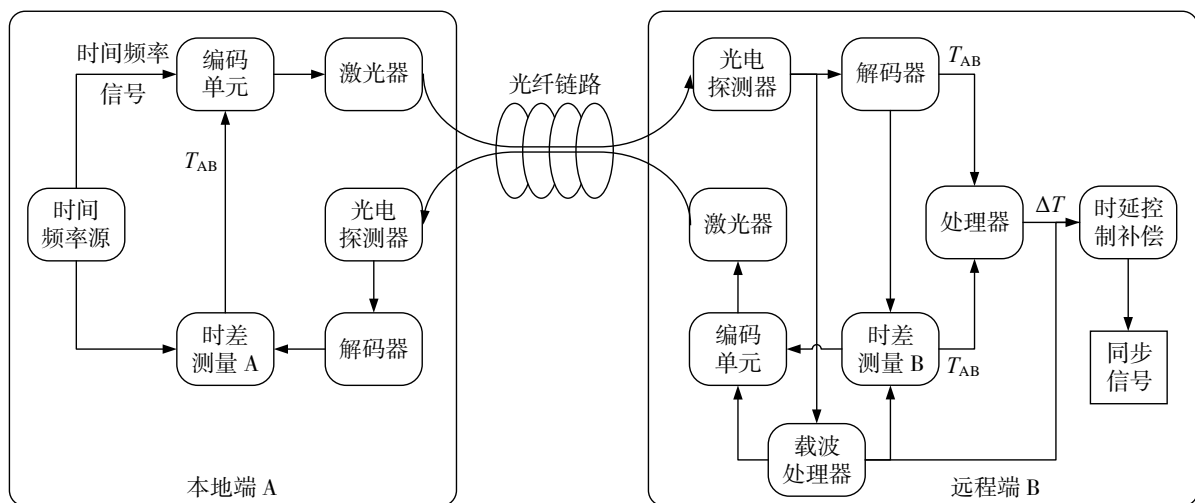 时间频率
信号
编码
单元
激光器
T_AB
时间
频率源
光电
探测器
时差
测量 A
解码器
本地端 A
光纤链路
光电
探测器
解码器
T_AB
激光器
处理器
ΔT
时延控
制补偿
编码
单元
时差
测量 B
T_AB
同步
信号
载波
处理器
远程端 B